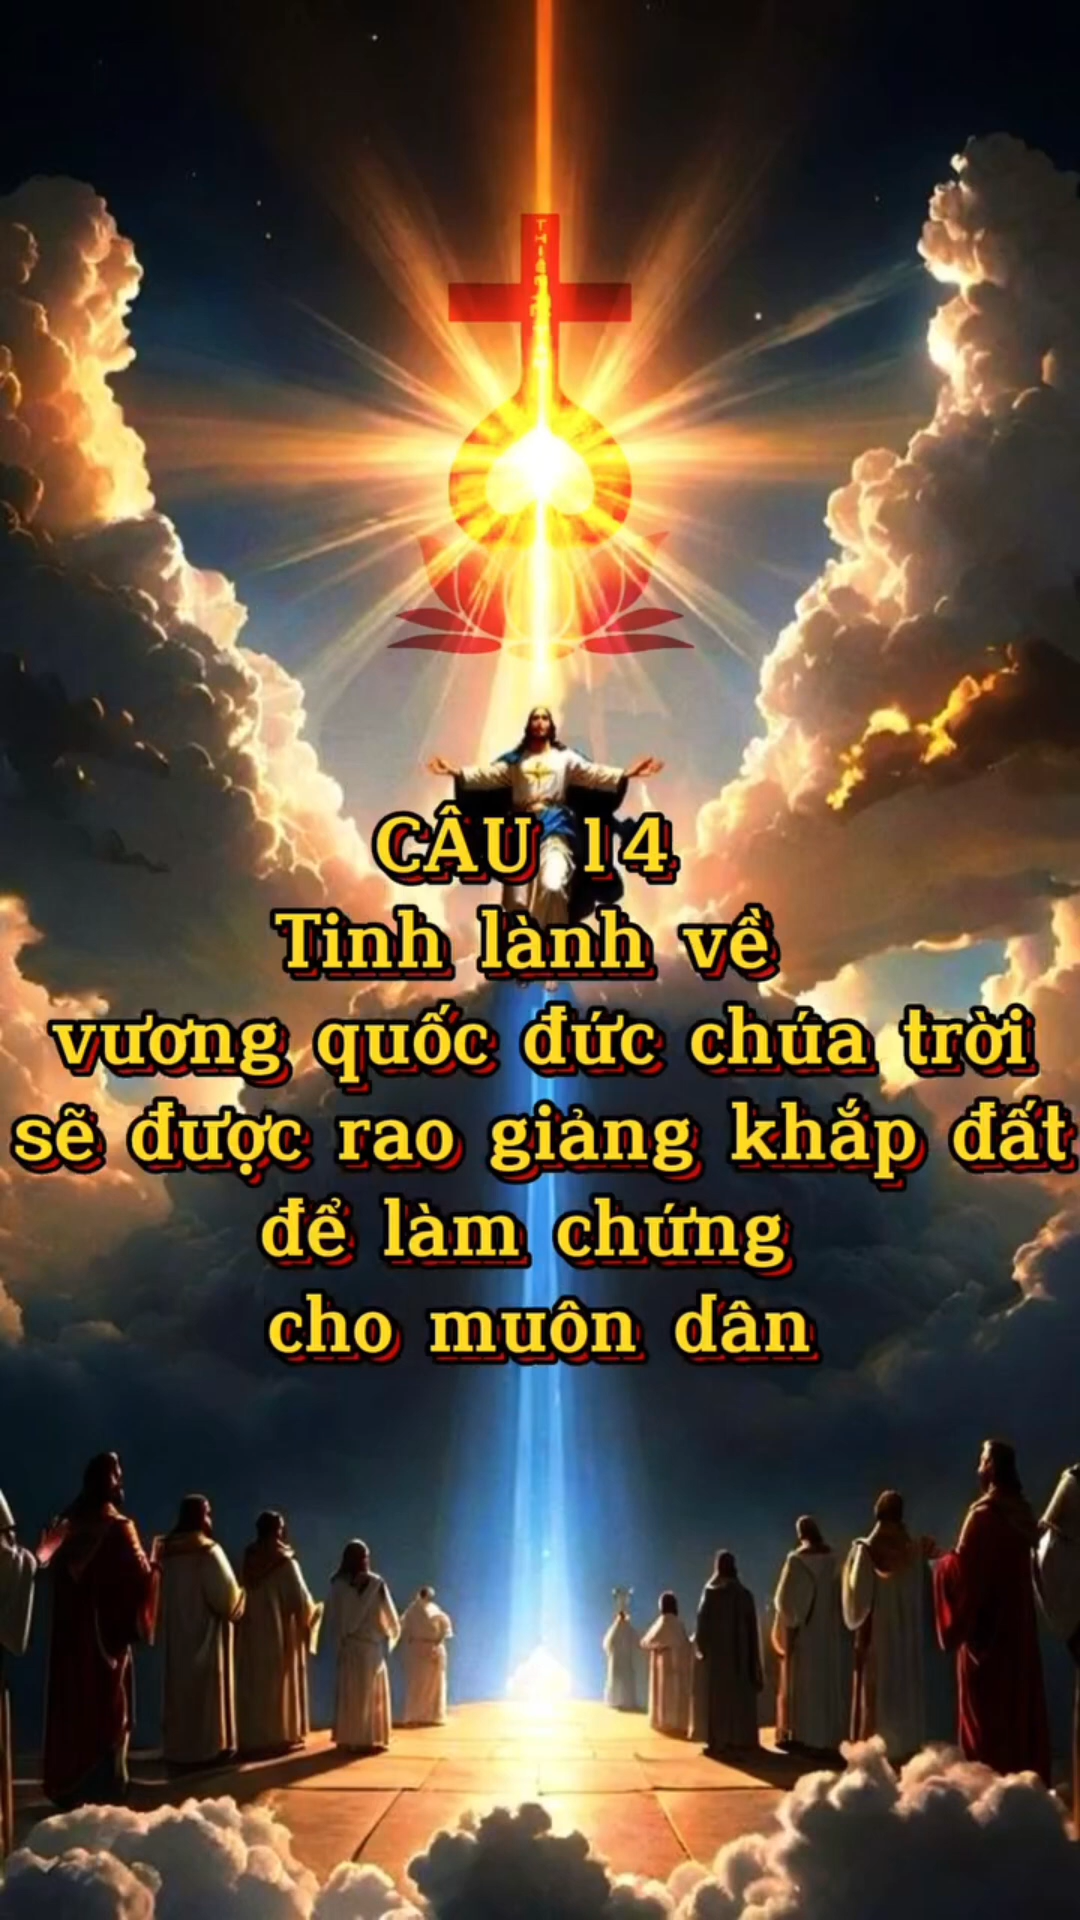 CÂU 14
Tinh lành về
vương quốc đức chúa trời
sẽ được rao giảng khắp đất
để làm chứng
cho muôn dân